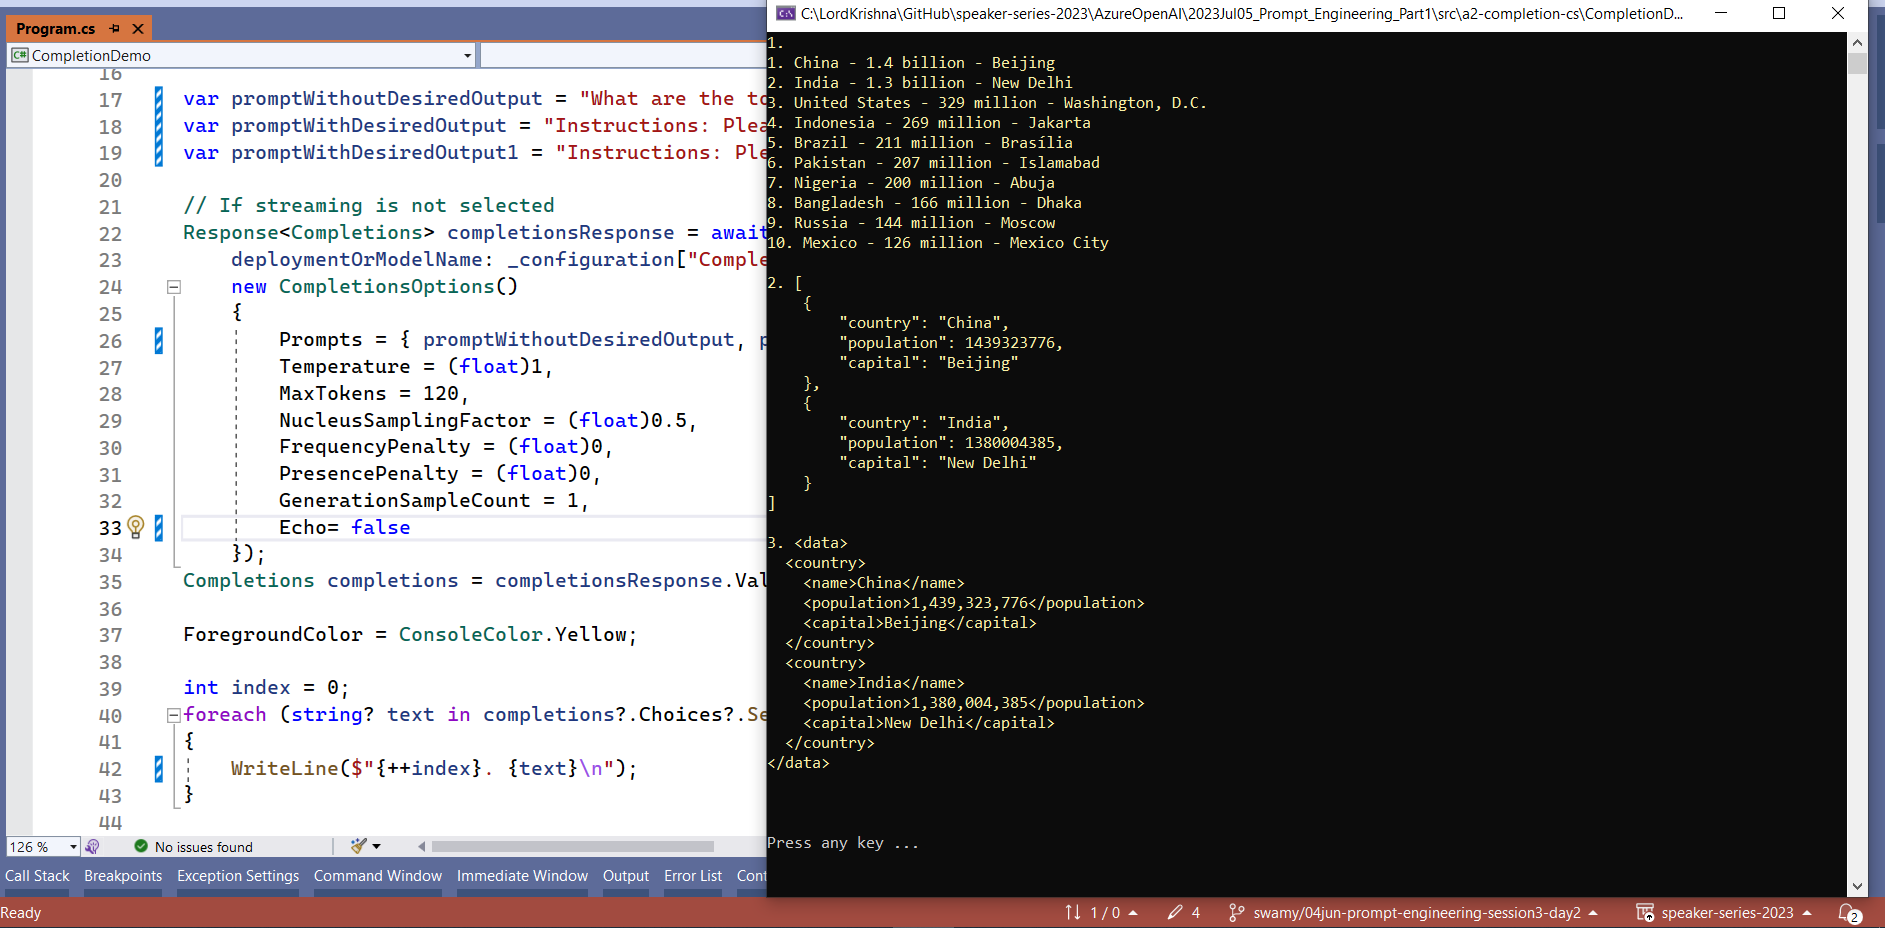 Program.cs
CompletionDemo
16
17 var promptWithoutDesiredOutput = "What are the to
18 var promptWithDesiredOutput = "Instructions: Plea
19 var promptWithDesiredOutput1 = "Instructions: Ple
20
21 // If streaming is not selected
22 Response<Completions> completionsResponse = await
23 deploymentOrModelName: _configuration["Comple
24 new CompletionsOptions()
25 {
26 Prompts = { promptWithoutDesiredOutput, p
27 Temperature = (float)1,
28 MaxTokens = 120,
29 NucleusSamplingFactor = (float)0.5,
30 FrequencyPenalty = (float)0,
31 PresencePenalty = (float)0,
32 GenerationSampleCount = 1,
33 Echo= false
34 });
35 Completions completions = completionsResponse.Val
36
37 ForegroundColor = ConsoleColor.Yellow;
38
39 int index = 0;
40 foreach (string? text in completions?.Choices?.Se
41 {
42 WriteLine($"{++index}. {text}\n");
43 }
44
126 %
No issues found
Call Stack Breakpoints Exception Settings Command Window Immediate Window Output Error List Cont
C:\LordKrishna\GitHub\speaker-series-2023\AzureOpenAI\2023Jul05_Prompt_Engineering_Part1\src\a2-completion-cs\CompletionD...
1.
1. China - 1.4 billion - Beijing
2. India - 1.3 billion - New Delhi
3. United States - 329 million - Washington, D.C.
4. Indonesia - 269 million - Jakarta
5. Brazil - 211 million - Brasília
6. Pakistan - 207 million - Islamabad
7. Nigeria - 200 million - Abuja
8. Bangladesh - 166 million - Dhaka
9. Russia - 144 million - Moscow
10. Mexico - 126 million - Mexico City
2. [
{
"country": "China",
"population": 1439323776,
"capital": "Beijing"
},
{
"country": "India",
"population": 1380004385,
"capital": "New Delhi"
}
]
3. <data>
<country>
<name>China</name>
<population>1,439,323,776</population>
<capital>Beijing</capital>
</country>
<country>
<name>India</name>
<population>1,380,004,385</population>
<capital>New Delhi</capital>
</country>
</data>
Press any key ...
Ready
1 / 0
4
swamy/04jun-prompt-engineering-session3-day2
speaker-series-2023
2